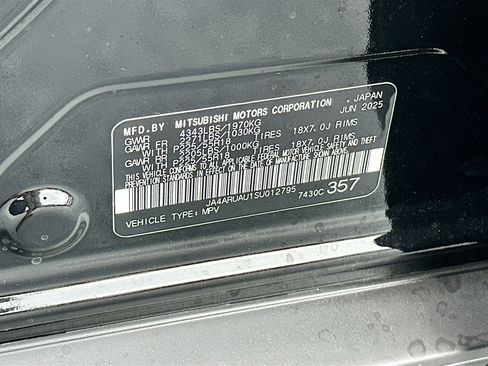 MFD.BY MITSUBISHI MOTORS CORPORATION , JAPAN
GVWR 4343LBS/1970KG JUN 2025
GAWR FR 2271LBS/1030KG
WITH P225/55R18 TIRES 18X7.0J RIMS
GAWR RR /1000KG
WITH P225/55R18 TIRES 18X7.0J RIMS
THIS VEHICLE CONFORMS TO ALL APPLICABLE FEDERAL MOTOR VEHICLE
SAFETY AND THEFT PREVENTION STANDARDS IN EFFECT ON THE DATE OF
MANUFACTURE SHOWN ABOVE.
JA4ARUAU1SU012795 7430C 357
VEHICLE TYPE: MPV